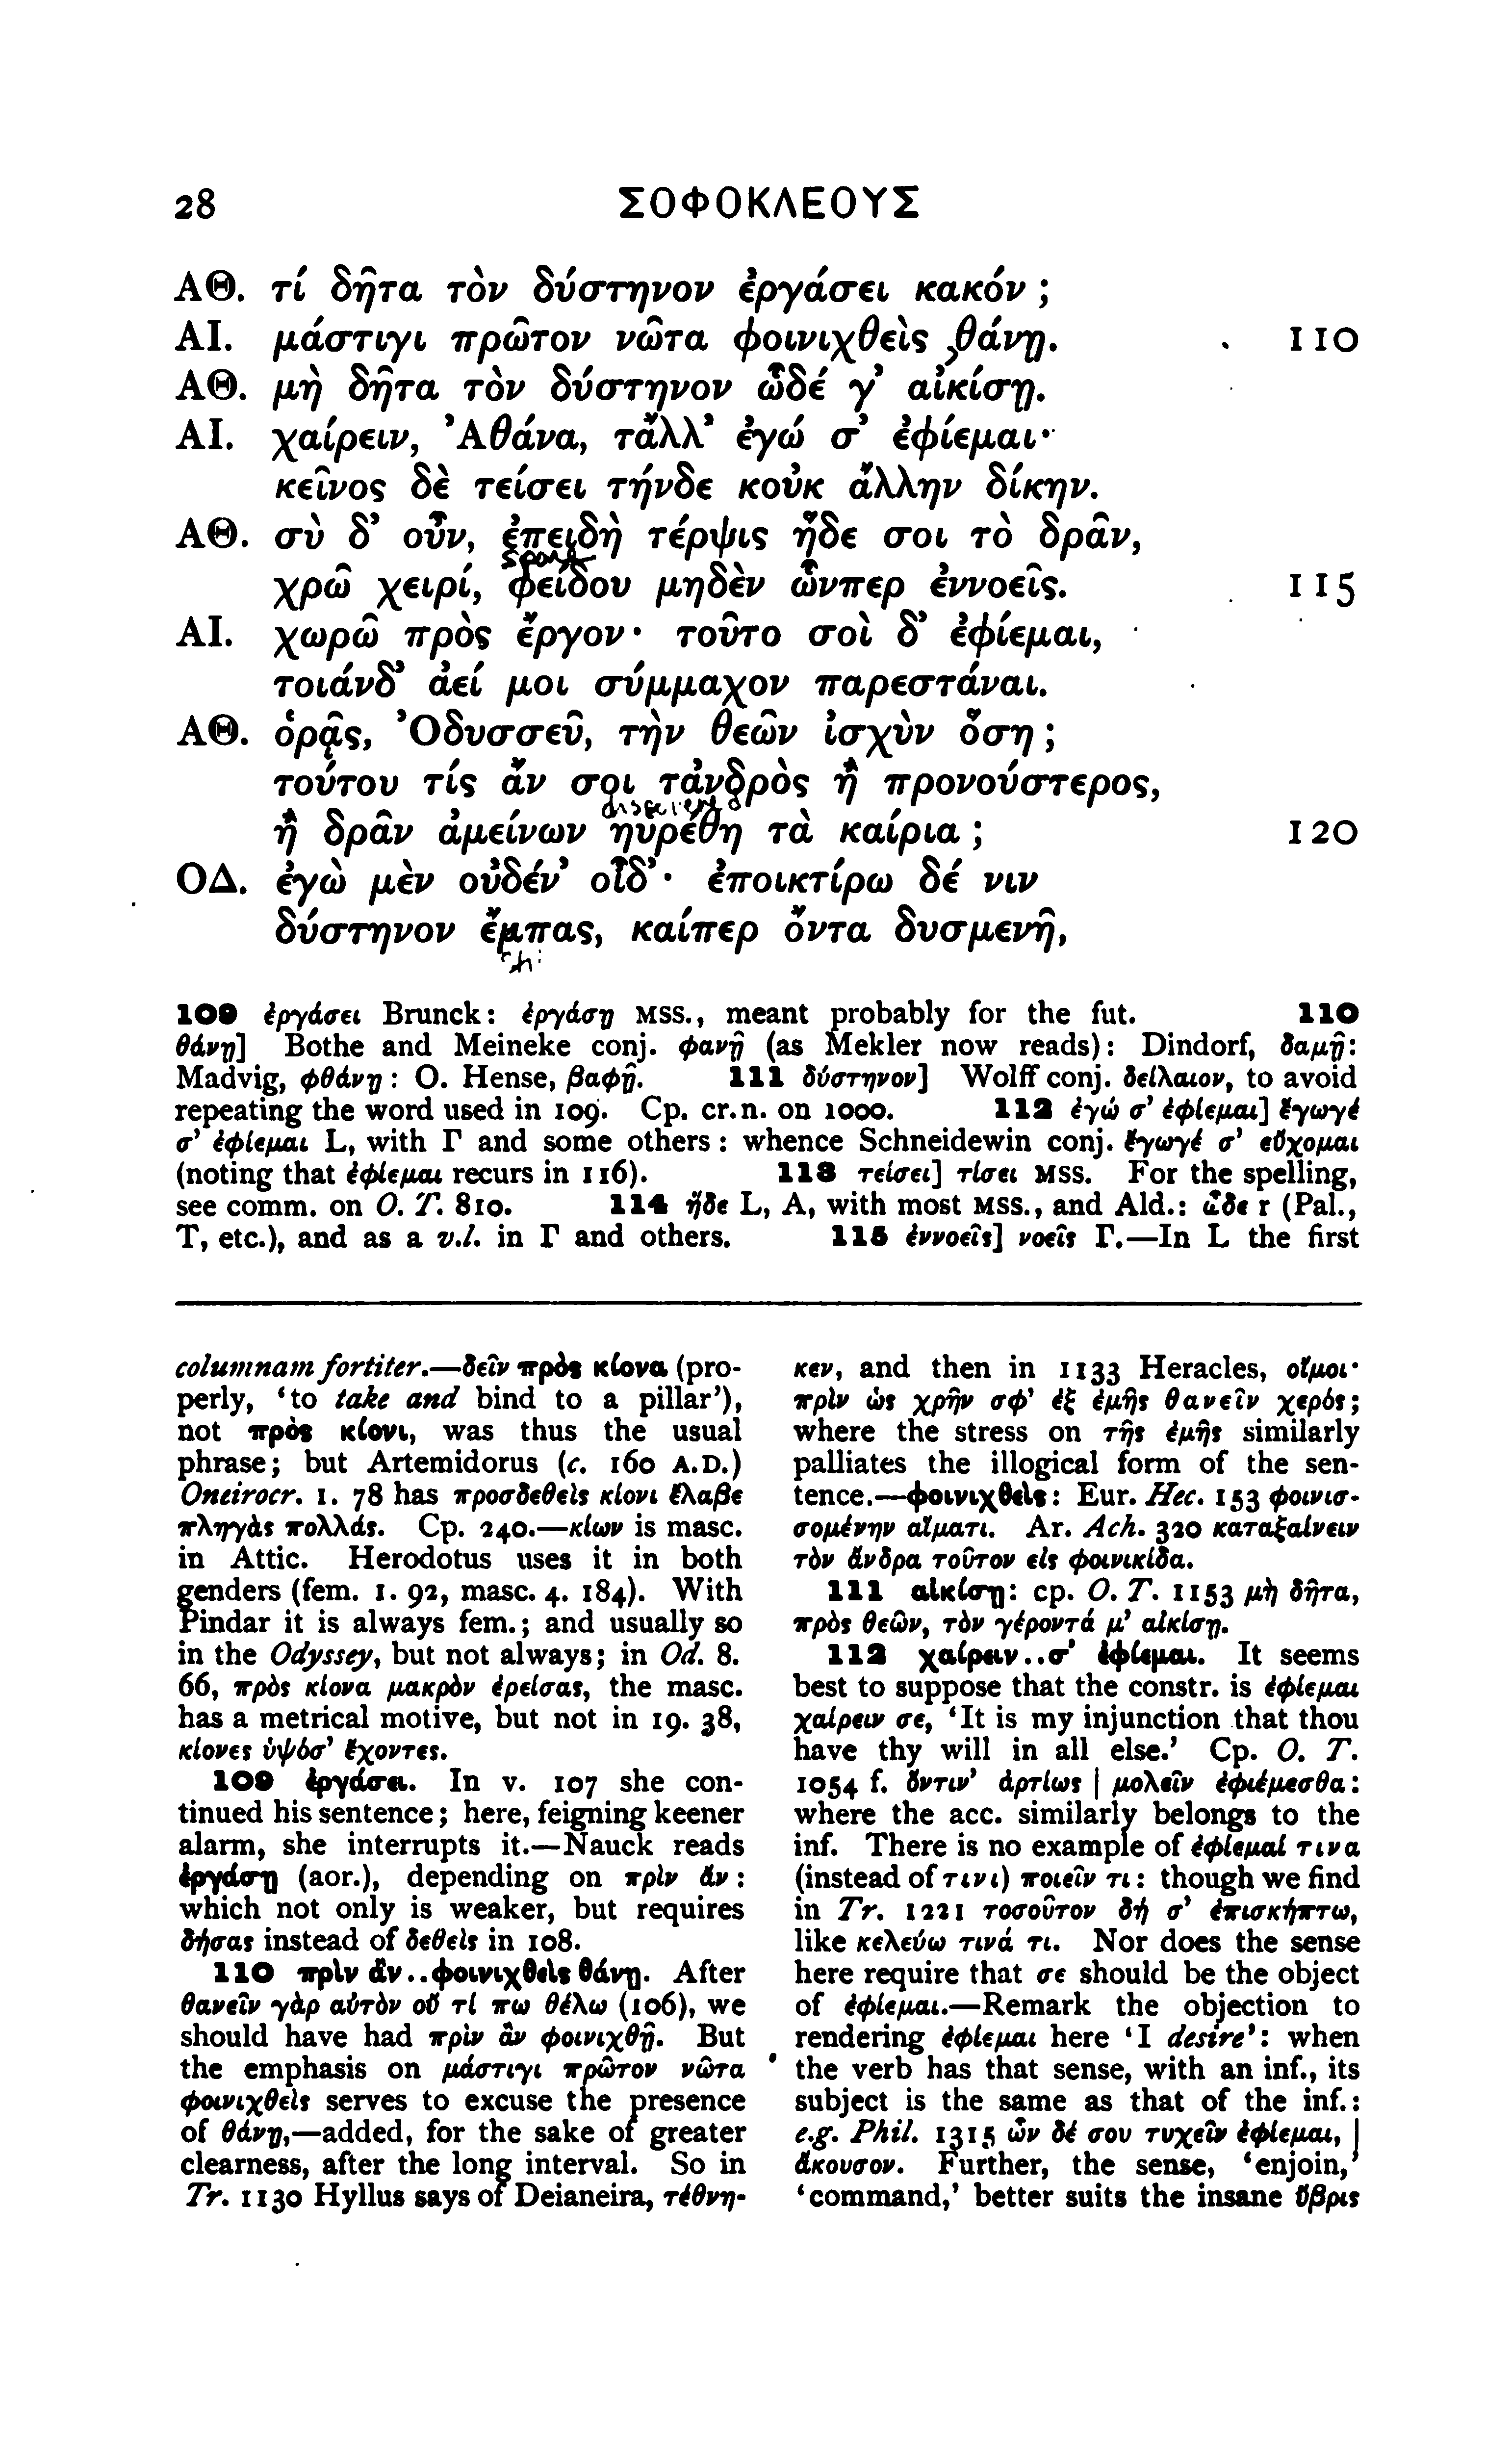 28 ΣΟΦΟΚΛΕΟΥΣ
ΑΘ. τί δῆτα τὸν δύστηνον ἐργάσει κακόν ;
ΑΙ. μάστιγι πρῶτον νῶτα φοινιχθεὶς θάνῃ. 110
ΑΘ. μὴ δῆτα τὸν δύστηνον ὧδέ γ’ αἰκίσῃ.
ΑΙ. χαίρειν, Ἀθάνα, τἄλλ’ ἐγώ σ’ ἐφίεμαι·
κεῖνος δὲ τείσει τήνδε κοὐκ ἄλλην δίκην.
ΑΘ. σὺ δ’ οὖν, ἐπειδὴ τέρψις ἥδε σοι τὸ δρᾶν,
χρῶ χειρί, φείδου μηδὲν ὧνπερ ἐννοεῖς. 115
ΑΙ. χωρῶ πρὸς ἔργον· τοῦτο σοὶ δ’ ἐφίεμαι,
τοιάνδ’ ἀεί μοι σύμμαχον παρεστάναι.
ΑΘ. ὁρᾷς, Ὀδυσσεῦ, τὴν θεῶν ἰσχὺν ὅση ;
τούτου τίς ἄν σοι τἀνδρὸς ἢ προνούστερος,
ἢ δρᾶν ἀμείνων ηὑρέθη τὰ καίρια ; 120
ΟΔ. ἐγὼ μὲν οὐδέν’ οἶδ’· ἐποικτίρω δέ νιν
δύστηνον ἔμπας, καίπερ ὄντα δυσμενῆ,
109 ἐργάσει Brunck: ἐργάσῃ MSS., meant probably for the fut. 110
θάνῃ] Bothe and Meineke conj. φανῇ (as Mekler now reads): Dindorf, δαμῇ:
Madvig, φθάνῃ: O. Hense, βαφῇ. 111 δύστηνον] Wolff conj. δείλαιον, to avoid
repeating the word used in 109. Cp. cr.n. on 1000. 112 ἐγώ σ’ ἐφίεμαι] ἔγωγέ
σ’ ἐφίεμαι L, with Γ and some others: whence Schneidewin conj. ἔγωγέ σ’ εὔχομαι
(noting that ἐφίεμαι recurs in 116). 113 τείσει] τίσει MSS. For the spelling,
see comm. on O. T. 810. 114 ἥδε L, A, with most MSS., and Ald.: ὧδε r (Pal.,
T, etc.), and as a v.l. in Γ and others. 115 ἐννοεῖς] νοεῖς Γ.—In L the first
columnam fortiter.—δεῖν πρὸς κίονα (pro-
perly, ‘to take and bind to a pillar’),
not πρὸς κίονι, was thus the usual
phrase; but Artemidorus (c. 160 A.D.)
Oneirocr. 1. 78 has προσδεθεὶς κίονι ἔλαβε
πληγὰς πολλάς. Cp. 240.—κίων is masc.
in Attic. Herodotus uses it in both
genders (fem. 1. 92, masc. 4. 184). With
Pindar it is always fem.; and usually so
in the Odyssey, but not always; in Od. 8.
66, πρὸς κίονα μακρὸν ἐρείσας, the masc.
has a metrical motive, but not in 19. 38,
κίονες ὑψόσ’ ἔχοντες.
109 ἐργάσει. In v. 107 she con-
tinued his sentence; here, feigning keener
alarm, she interrupts it.—Nauck reads
ἐργάσῃ (aor.), depending on πρὶν ἄν:
which not only is weaker, but requires
δήσας instead of δεθεὶς in 108.
110 πρὶν ἄν..φοινιχθεὶς θάνῃ. After
θανεῖν γὰρ αὐτὸν οὔ τί πω θέλω (106), we
should have had πρὶν ἂν φοινιχθῇ. But
the emphasis on μάστιγι πρῶτον νῶτα
φοινιχθεὶς serves to excuse the presence
of θάνῃ,—added, for the sake of greater
clearness, after the long interval. So in
Tr. 1130 Hyllus says of Deianeira, τέθνη-
κεν, and then in 1133 Heracles, οἴμοι·
πρὶν ὡς χρῆν σφ’ ἐξ ἐμῆς θανεῖν χερός;
where the stress on τῆς ἐμῆς similarly
palliates the illogical form of the sen-
tence.—φοινιχθεὶς: Eur. Hec. 153 φοινισ-
σομένην αἵματι. Ar. Ach. 320 καταξαίνειν
τὸν ἄνδρα τοῦτον εἰς φοινικίδα.
111 αἰκίσῃ: cp. O. T. 1153 μὴ δῆτα,
πρὸς θεῶν, τὸν γέροντά μ’ αἰκίσῃ.
112 χαίρειν..σ’ ἐφίεμαι. It seems
best to suppose that the constr. is ἐφίεμαι
χαίρειν σε, ‘It is my injunction that thou
have thy will in all else.’ Cp. O. T.
1054 f. ὅντιν’ ἀρτίως | μολεῖν ἐφιέμεσθα:
where the acc. similarly belongs to the
inf. There is no example of ἐφίεμαί τινα
(instead of τινι) ποιεῖν τι: though we find
in Tr. 1221 τοσοῦτον δή σ’ ἐπισκήπτω,
like κελεύω τινά τι. Nor does the sense
here require that σε should be the object
of ἐφίεμαι.—Remark the objection to
rendering ἐφίεμαι here ‘I desire’: when
the verb has that sense, with an inf., its
subject is the same as that of the inf.:
e.g. Phil. 1315 ὧν δέ σου τυχεῖν ἐφίεμαι, |
ἄκουσον. Further, the sense, ‘enjoin,’
‘command,’ better suits the insane ὕβρις